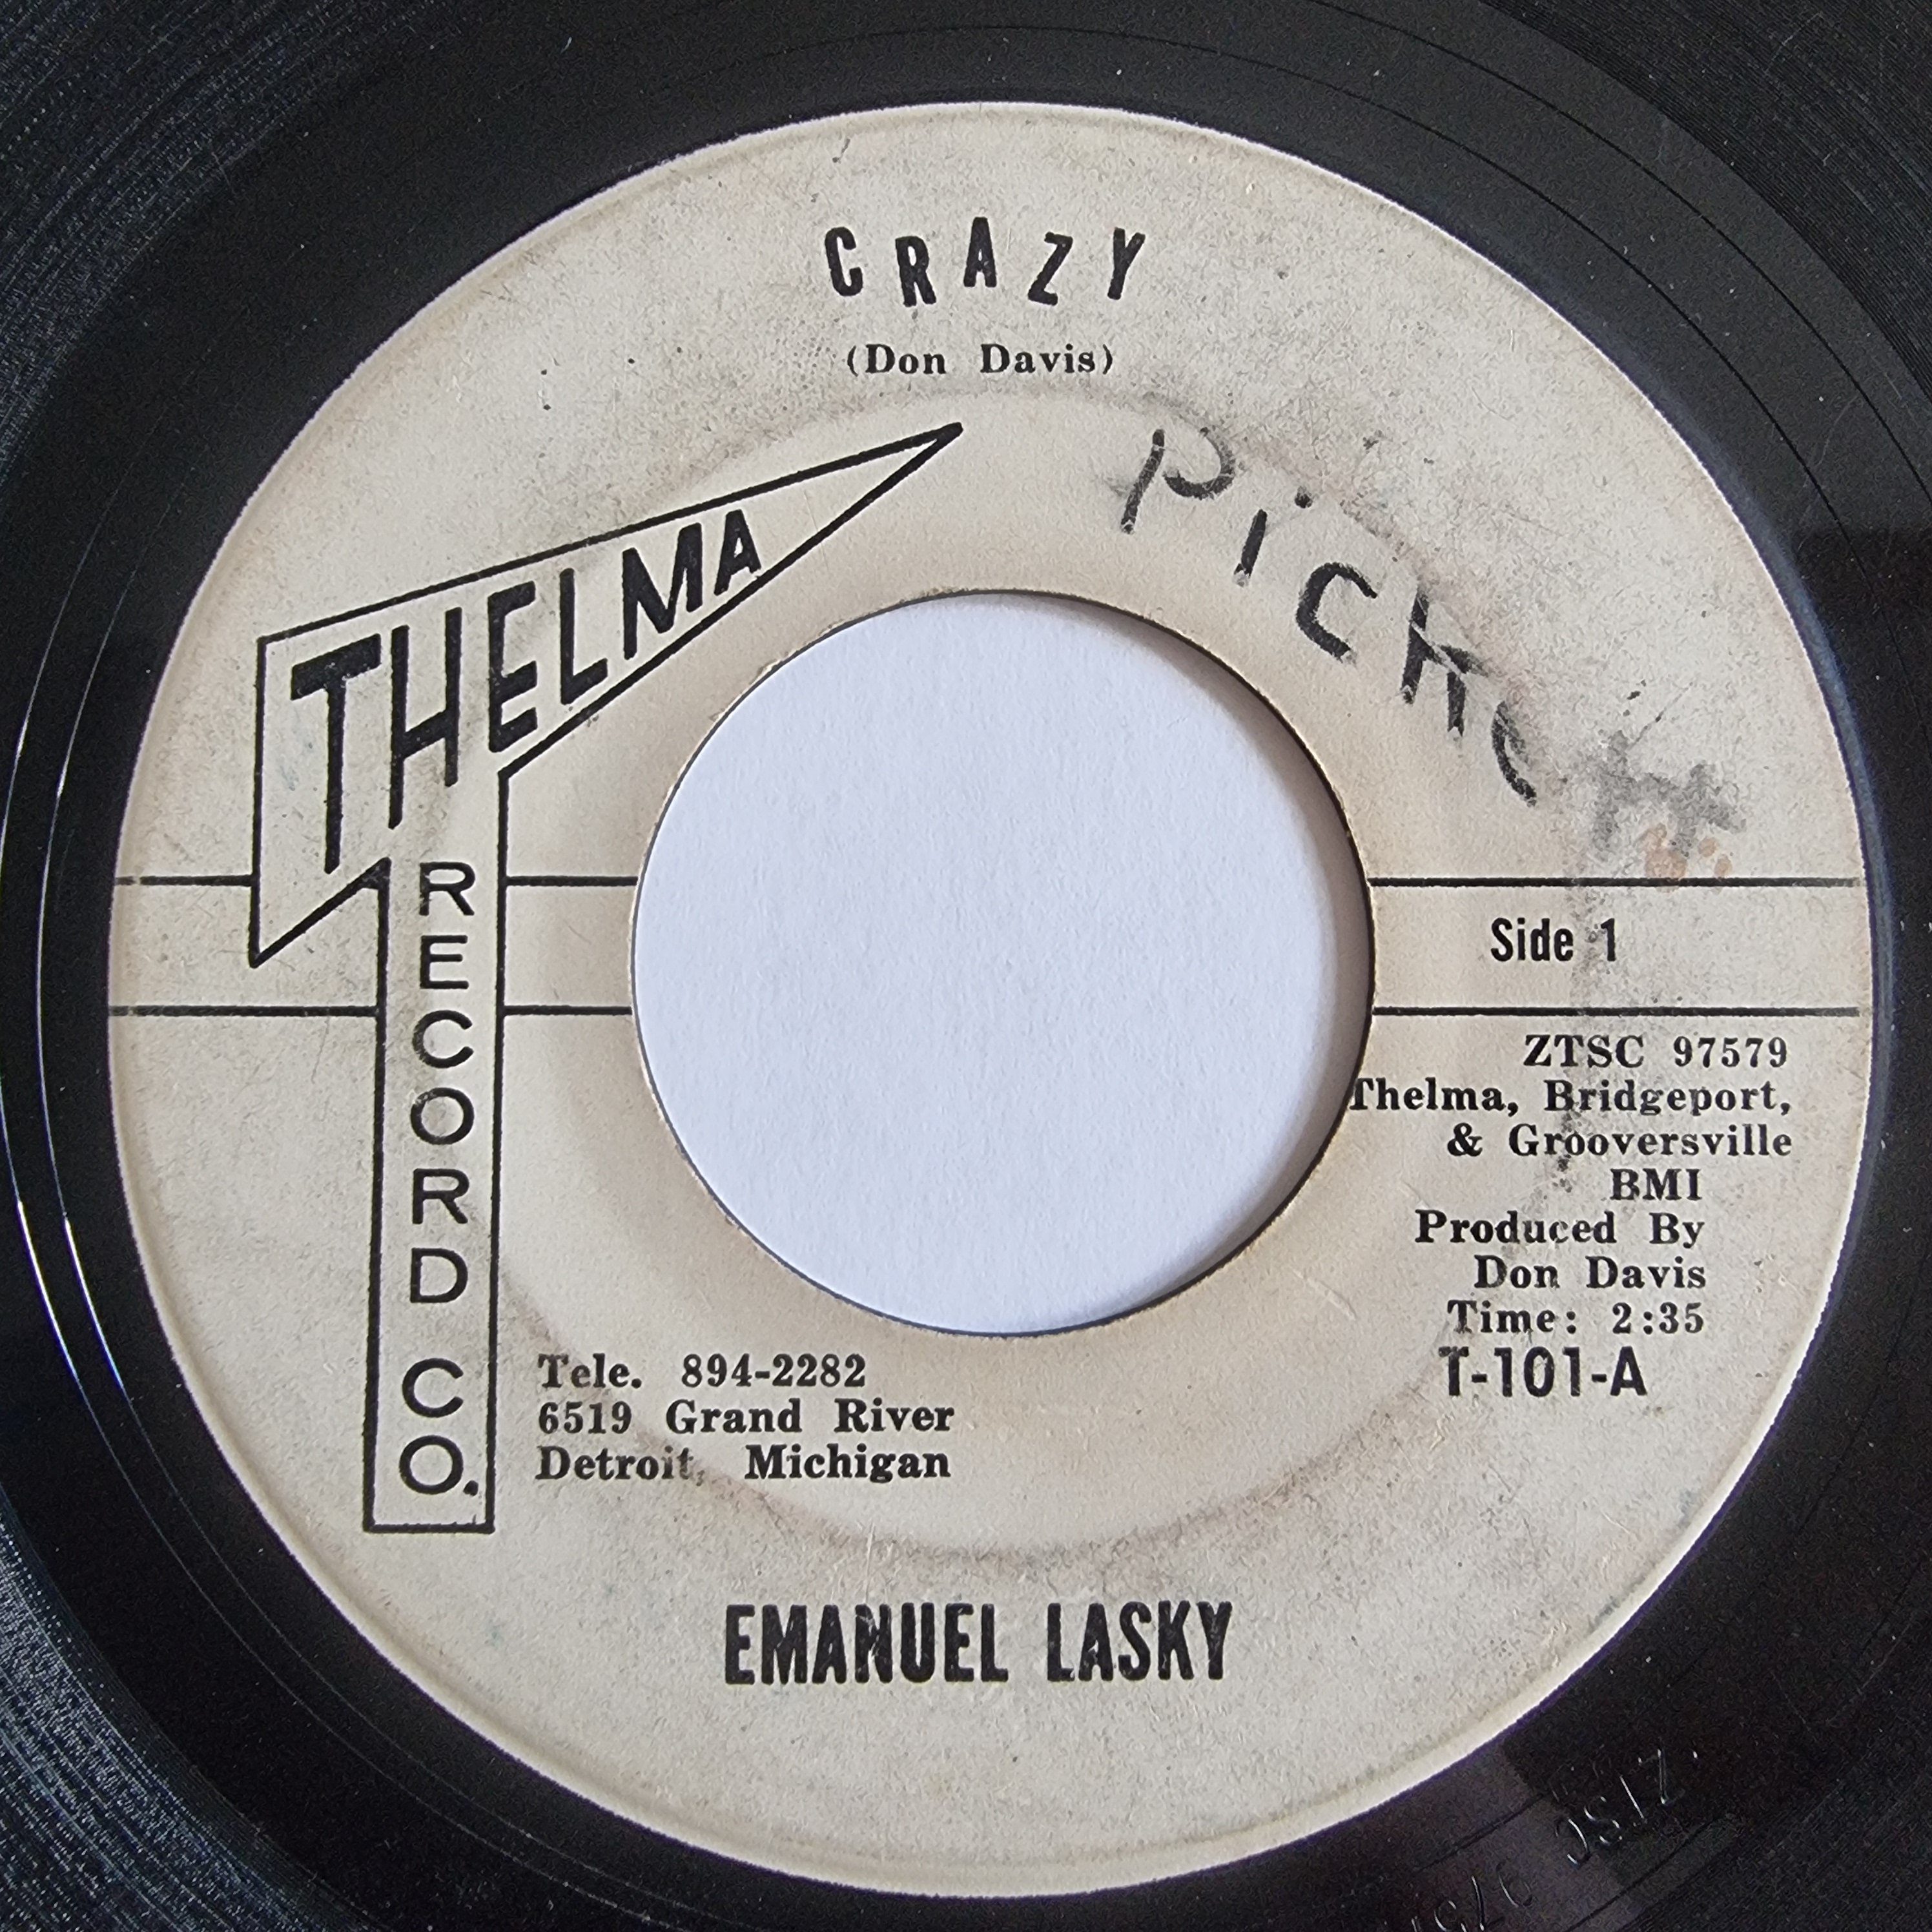 CRAZY
(Don Davis)
THELMA
RECORD CO.
Side 1
ZTSC 97579
Thelma, Bridgeport,
& Grooversville
BMI
Produced By
Don Davis
Time: 2:35
T-101-A
Tele. 894-2282
6519 Grand River
Detroit, Michigan
EMANUEL LASKY
ZTSC